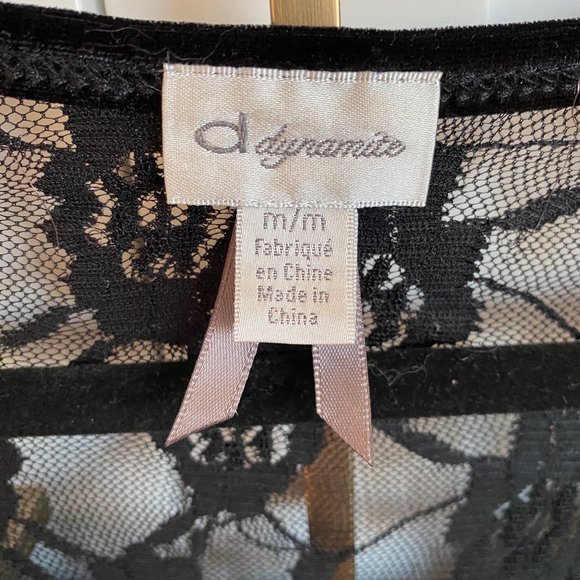 d dynamite
m/m
Fabriqué
en Chine
Made in
China